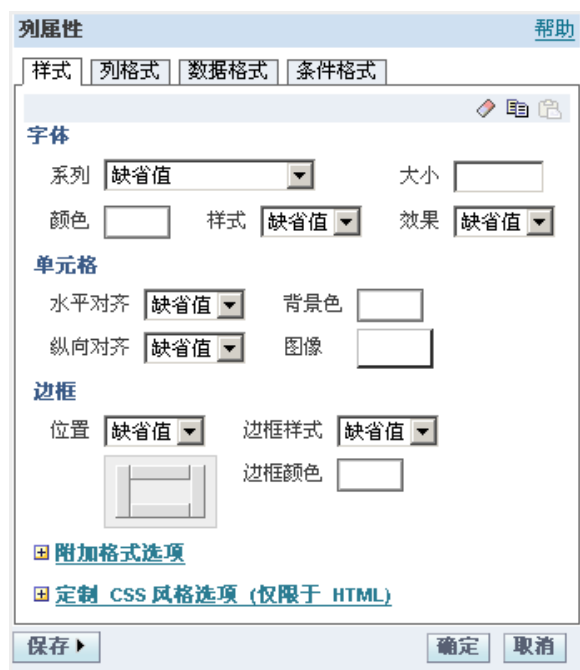 列属性 帮助
样式 列格式 数据格式 条件格式
字体
系列 缺省值 大小
颜色 样式 缺省值 效果 缺省值
单元格
水平对齐 缺省值 背景色
纵向对齐 缺省值 图像
边框
位置 缺省值 边框样式 缺省值
边框颜色
附加格式选项
定制 CSS 风格选项 (仅限于 HTML)
保存 确定 取消